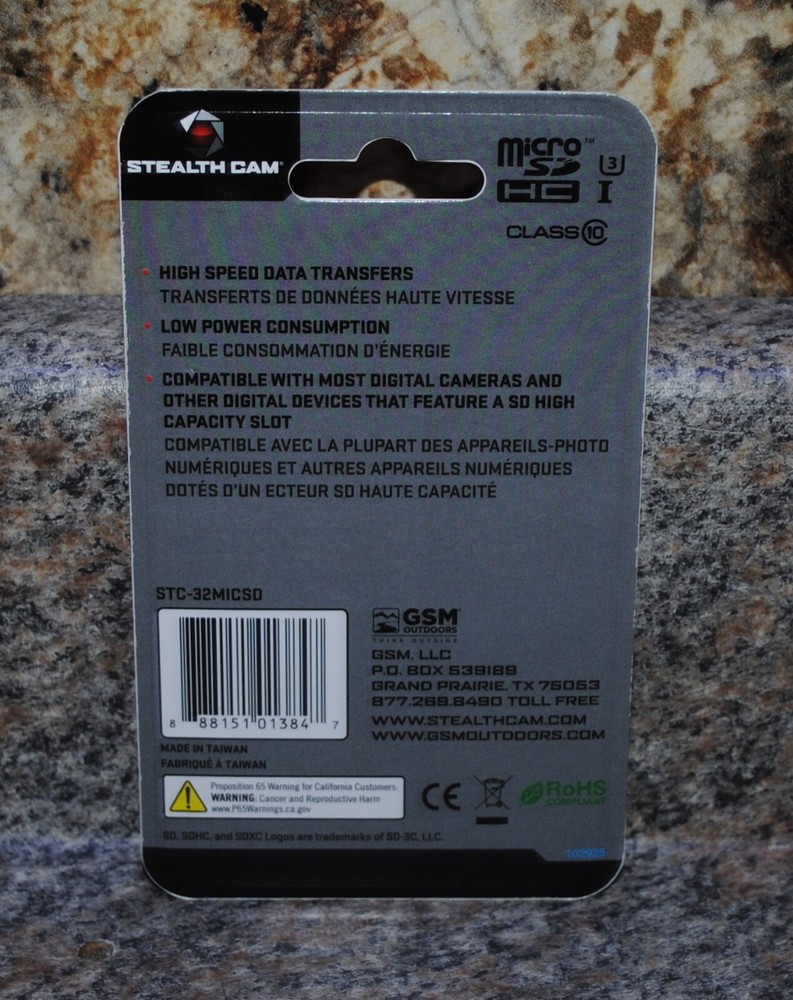 STEALTH CAM®
micro™
SD
HC I
3
CLASS 10
• HIGH SPEED DATA TRANSFERS
TRANSFERTS DE DONNÉES HAUTE VITESSE
• LOW POWER CONSUMPTION
FAIBLE CONSOMMATION D'ÉNERGIE
• COMPATIBLE WITH MOST DIGITAL CAMERAS AND
OTHER DIGITAL DEVICES THAT FEATURE A SD HIGH
CAPACITY SLOT
COMPATIBLE AVEC LA PLUPART DES APPAREILS-PHOTO
NUMÉRIQUES ET AUTRES APPAREILS NUMÉRIQUES
DOTÉS D'UN ECTEUR SD HAUTE CAPACITÉ
STC-32MICSD
8 88151 01384 7
MADE IN TAIWAN
FABRIQUÉ À TAIWAN
GSM®
OUTDOORS
THINK OUTSIDE
GSM, LLC
P.O. BOX 539189
GRAND PRAIRIE, TX 75053
877.269.8490 TOLL FREE
WWW.STEALTHCAM.COM
WWW.GSMOUTDOORS.COM
Proposition 65 Warning for California Customers:
WARNING: Cancer and Reproductive Harm
www.P65Warnings.ca.gov
CE
RoHS
COMPLIANT
SD, SDHC, and SDXC Logos are trademarks of SD-3C, LLC.
102925